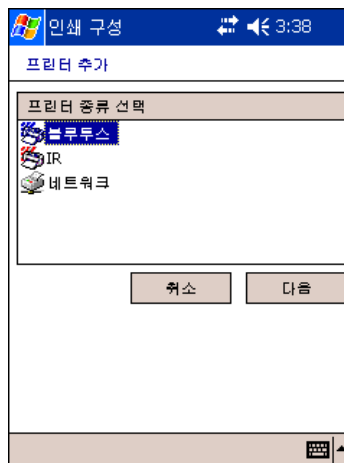 인쇄 구성 3:38
프린터 추가
프린터 종류 선택
블루투스
IR
네트워크
취소 다음